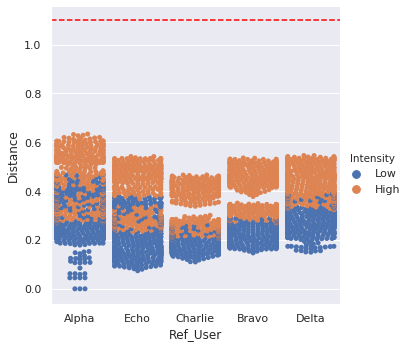 1.0
0.8
0.6
0.4
0.2
0.0
Distance
Alpha Echo Charlie Bravo Delta
Ref_User
Intensity
Low
High